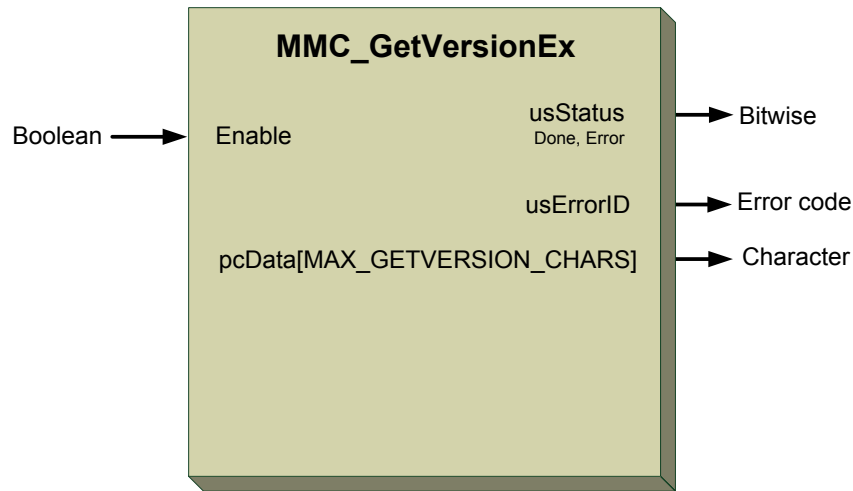 MMC_GetVersionEx
Boolean
Enable
usStatus
Done, Error
Bitwise
usErrorID
Error code
pcData[MAX_GETVERSION_CHARS]
Character